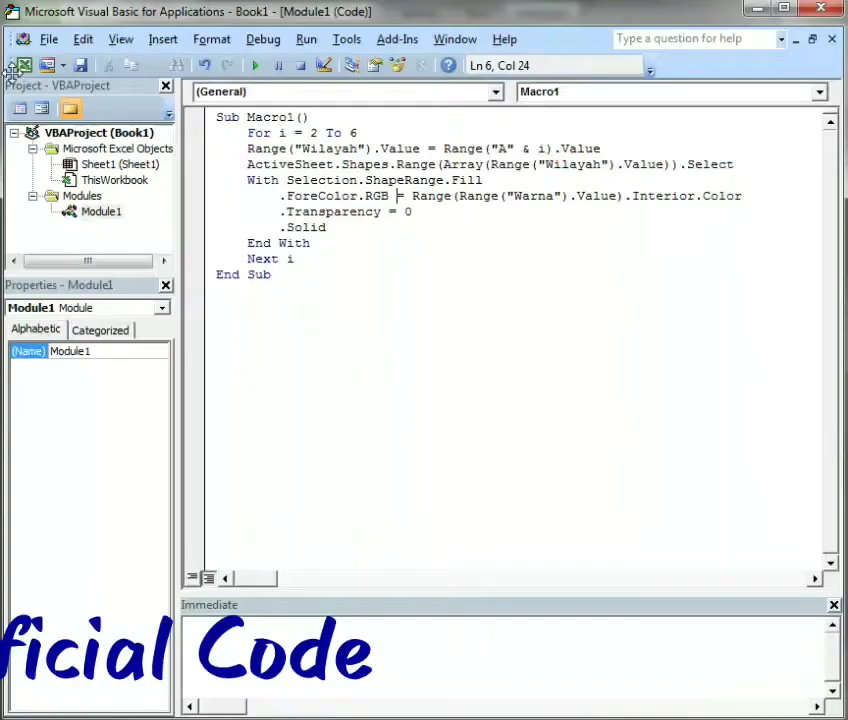 Microsoft Visual Basic for Applications - Book1 - [Module1 (Code)]
File Edit View Insert Format Debug Run Tools Add-Ins Window Help
Type a question for help
Ln 6, Col 24
Project - VBAProject
(General)
Macro1
VBAProject (Book1)
Microsoft Excel Objects
Sheet1 (Sheet1)
ThisWorkbook
Modules
Module1
Sub Macro1()
For i = 2 To 6
Range("Wilayah").Value = Range("A" & i).Value
ActiveSheet.Shapes.Range(Array(Range("Wilayah").Value)).Select
With Selection.ShapeRange.Fill
.ForeColor.RGB = Range(Range("Warna").Value).Interior.Color
.Transparency = 0
.Solid
End With
Next i
End Sub
Properties - Module1
Module1 Module
Alphabetic Categorized
(Name) Module1
Immediate
ficial Code